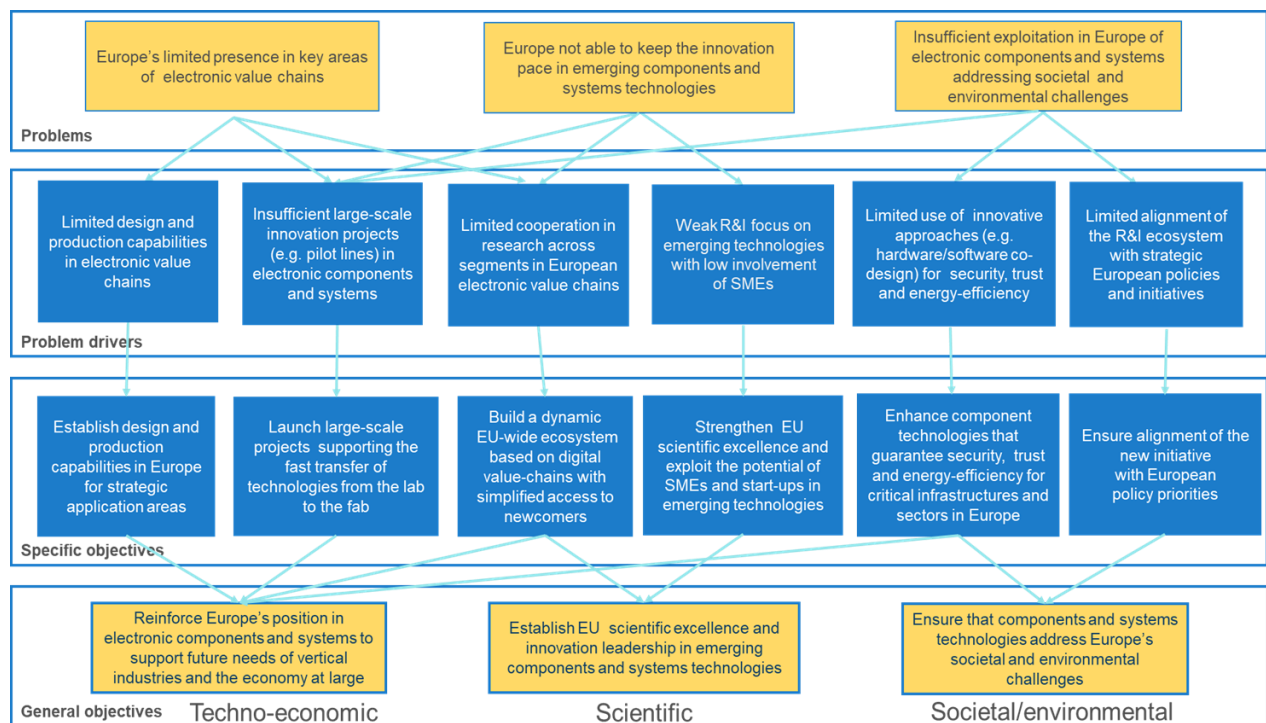 Europe's limited presence in key areas
of electronic value chains
Europe not able to keep the innovation
pace in emerging components and
systems technologies
Insufficient exploitation in Europe of
electronic components and systems
addressing societal and
environmental challenges
Problems
Limited design and
production capabilities
in electronic value
chains
Insufficient large-scale
innovation projects
(e.g. pilot lines) in
electronic components
and systems
Limited cooperation in
research across
segments in European
electronic value chains
Weak R&I focus on
emerging technologies
with low involvement
of SMEs
Limited use of innovative
approaches (e.g.
hardware/software co-
design) for security, trust
and energy-efficiency
Limited alignment of
the R&I ecosystem
with strategic
European policies
and initiatives
Problem drivers
Establish design and
production
capabilities in Europe
for strategic
application areas
Launch large-scale
projects supporting the
fast transfer of
technologies from the lab
to the fab
Build a dynamic
EU-wide ecosystem
based on digital
value-chains with
simplified access to
newcomers
Strengthen EU
scientific excellence and
exploit the potential of
SMEs and start-ups in
emerging technologies
Enhance component
technologies that
guarantee security, trust
and energy-efficiency for
critical infrastructures and
sectors in Europe
Ensure alignment of the
new initiative
with European
policy priorities
Specific objectives
Reinforce Europe's position in
electronic components and systems to
support future needs of vertical
industries and the economy at large
Establish EU scientific excellence and
innovation leadership in emerging
components and systems technologies
Ensure that components and systems
technologies address Europe's
societal and environmental
challenges
General objectives
Techno-economic
Scientific
Societal/environmental